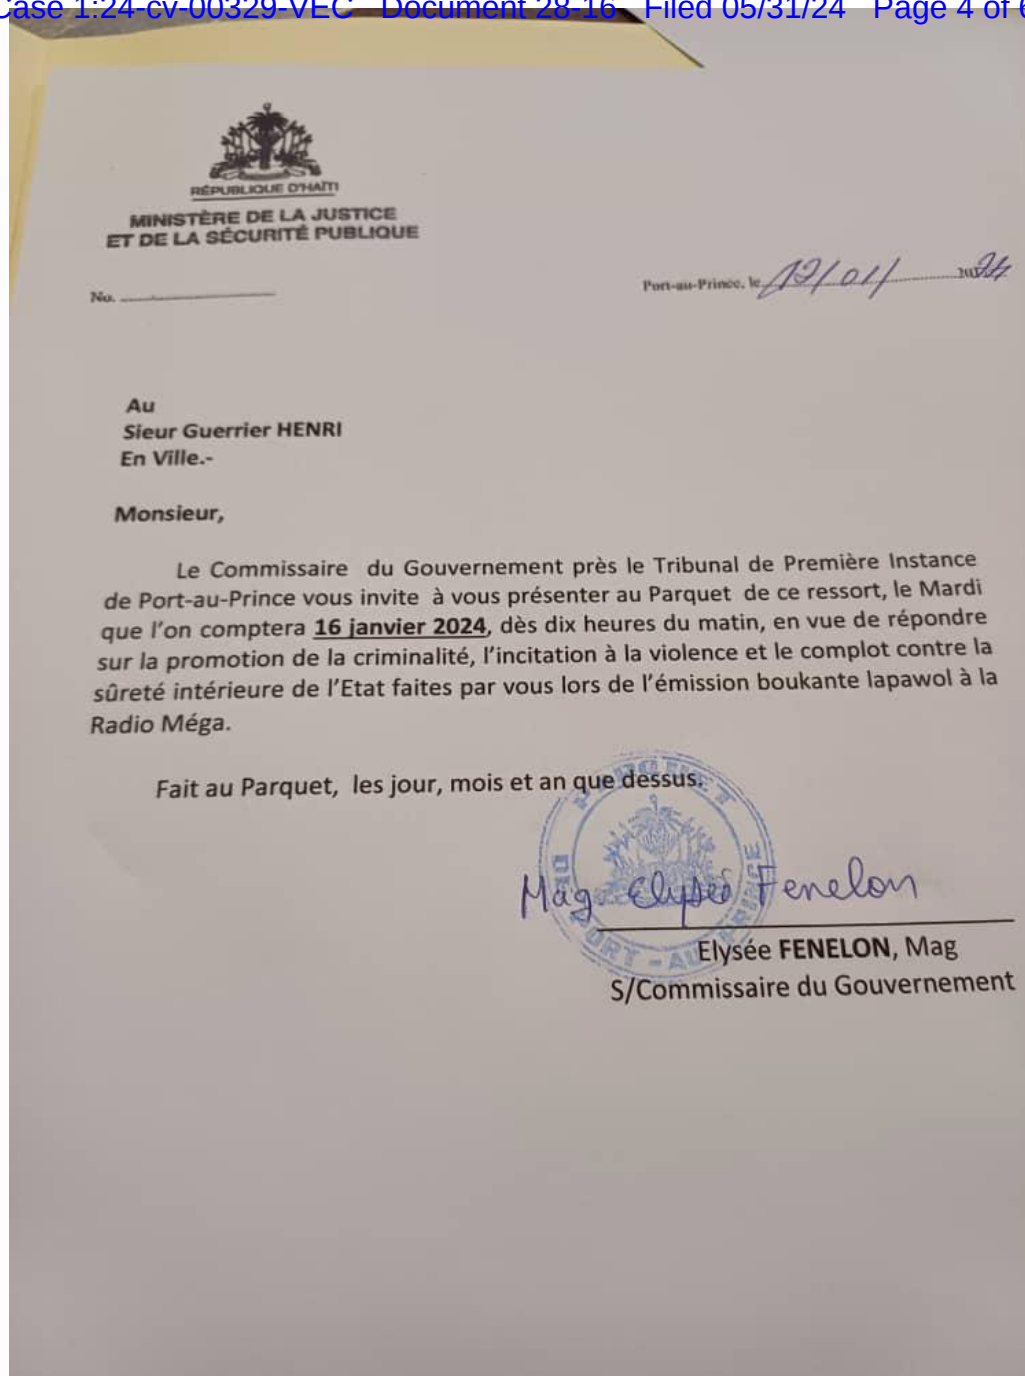 Case 1:24-cv-00329-VEC Document 28-16 Filed 05/31/24 Page 4 of 6
RÉPUBLIQUE D'HAÏTI
MINISTÈRE DE LA JUSTICE
ET DE LA SÉCURITÉ PUBLIQUE
No.
Port-au-Prince, le 12/01/ 2024
Au
Sieur Guerrier HENRI
En Ville.-
Monsieur,
Le Commissaire du Gouvernement près le Tribunal de Première Instance
de Port-au-Prince vous invite à vous présenter au Parquet de ce ressort, le Mardi
que l'on comptera 16 janvier 2024, dès dix heures du matin, en vue de répondre
sur la promotion de la criminalité, l'incitation à la violence et le complot contre la
sûreté intérieure de l'Etat faites par vous lors de l'émission boukante lapawol à la
Radio Méga.
Fait au Parquet, les jour, mois et an que dessus.
PARQUET
DE PORT-AU-PRINCE
Mag. Elysée Fenelon
Elysée FENELON, Mag
S/Commissaire du Gouvernement